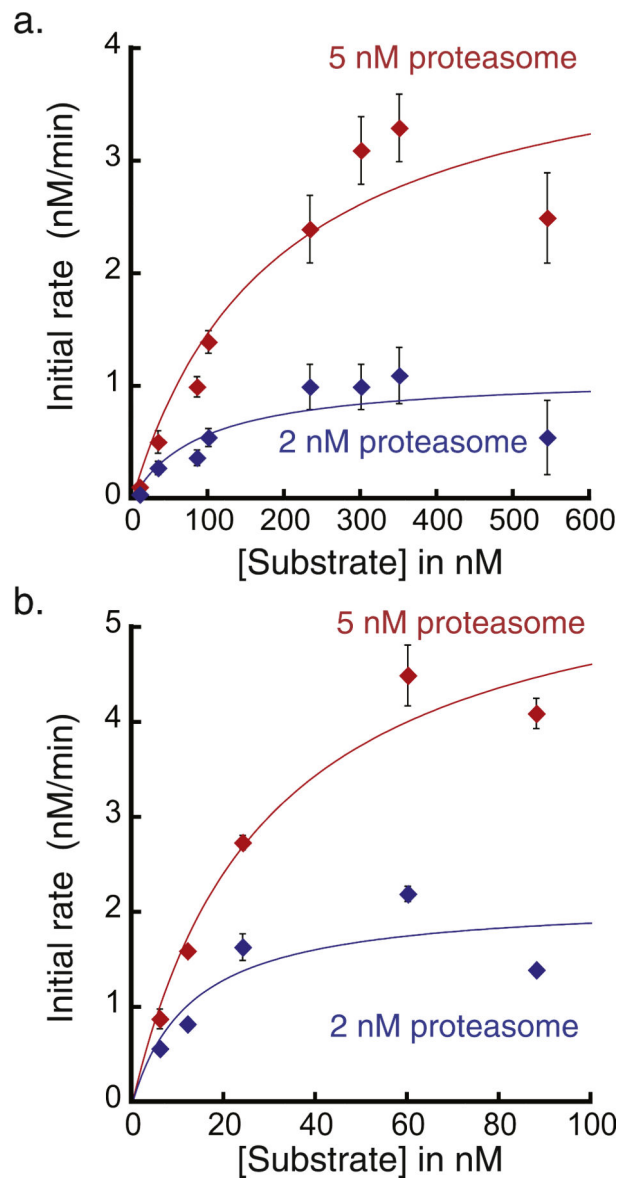 a.
5 nM proteasome
4
3
2
1
0
Initial rate (nM/min)
2 nM proteasome
0 100 200 300 400 500 600
[Substrate] in nM
b.
5 nM proteasome
5
4
3
2
1
0
Initial rate (nM/min)
2 nM proteasome
0 20 40 60 80 100
[Substrate] in nM